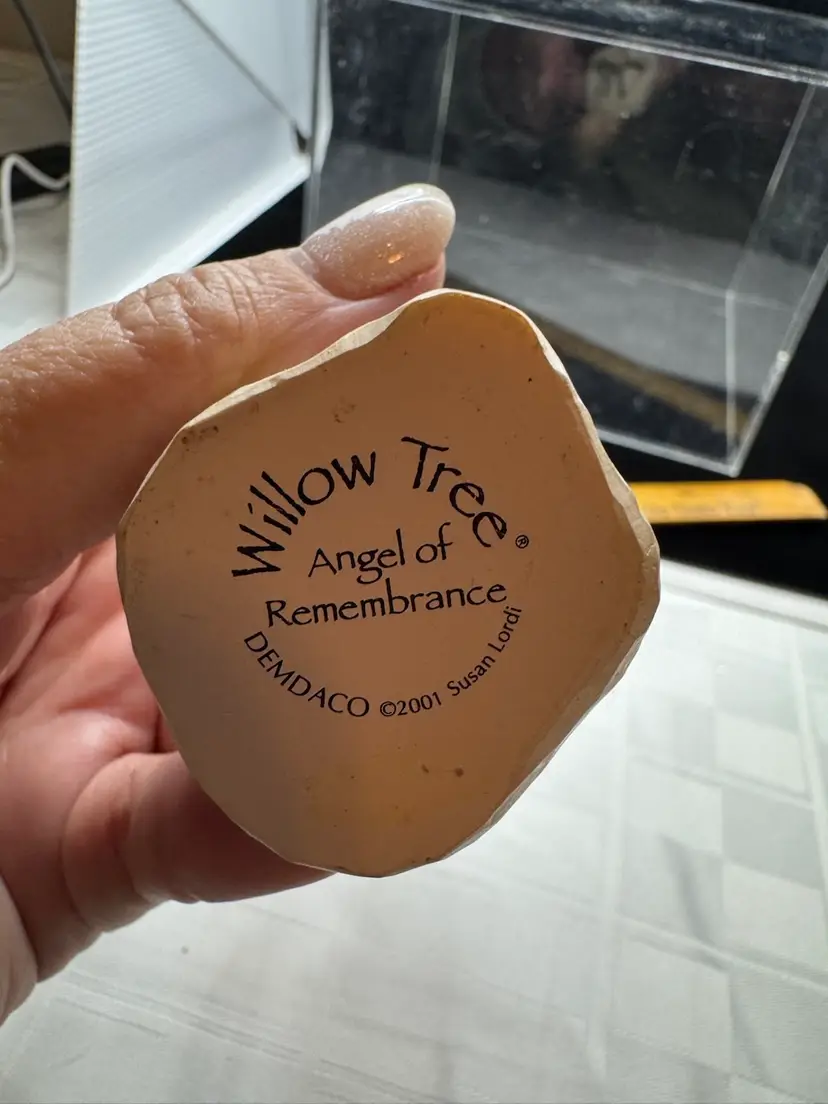 Willow Tree®
Angel of
Remembrance
DEMDACO ©2001 Susan Lordi